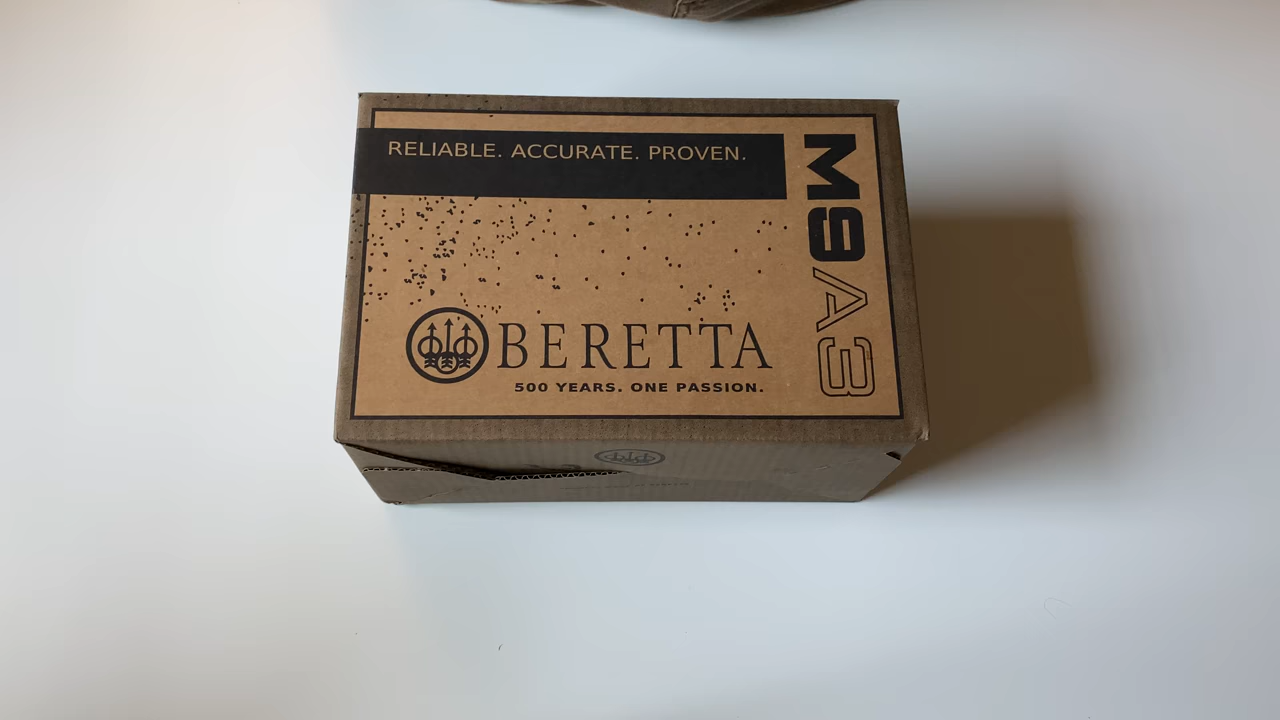 RELIABLE. ACCURATE. PROVEN.
M9A3
BERETTA
500 YEARS. ONE PASSION.